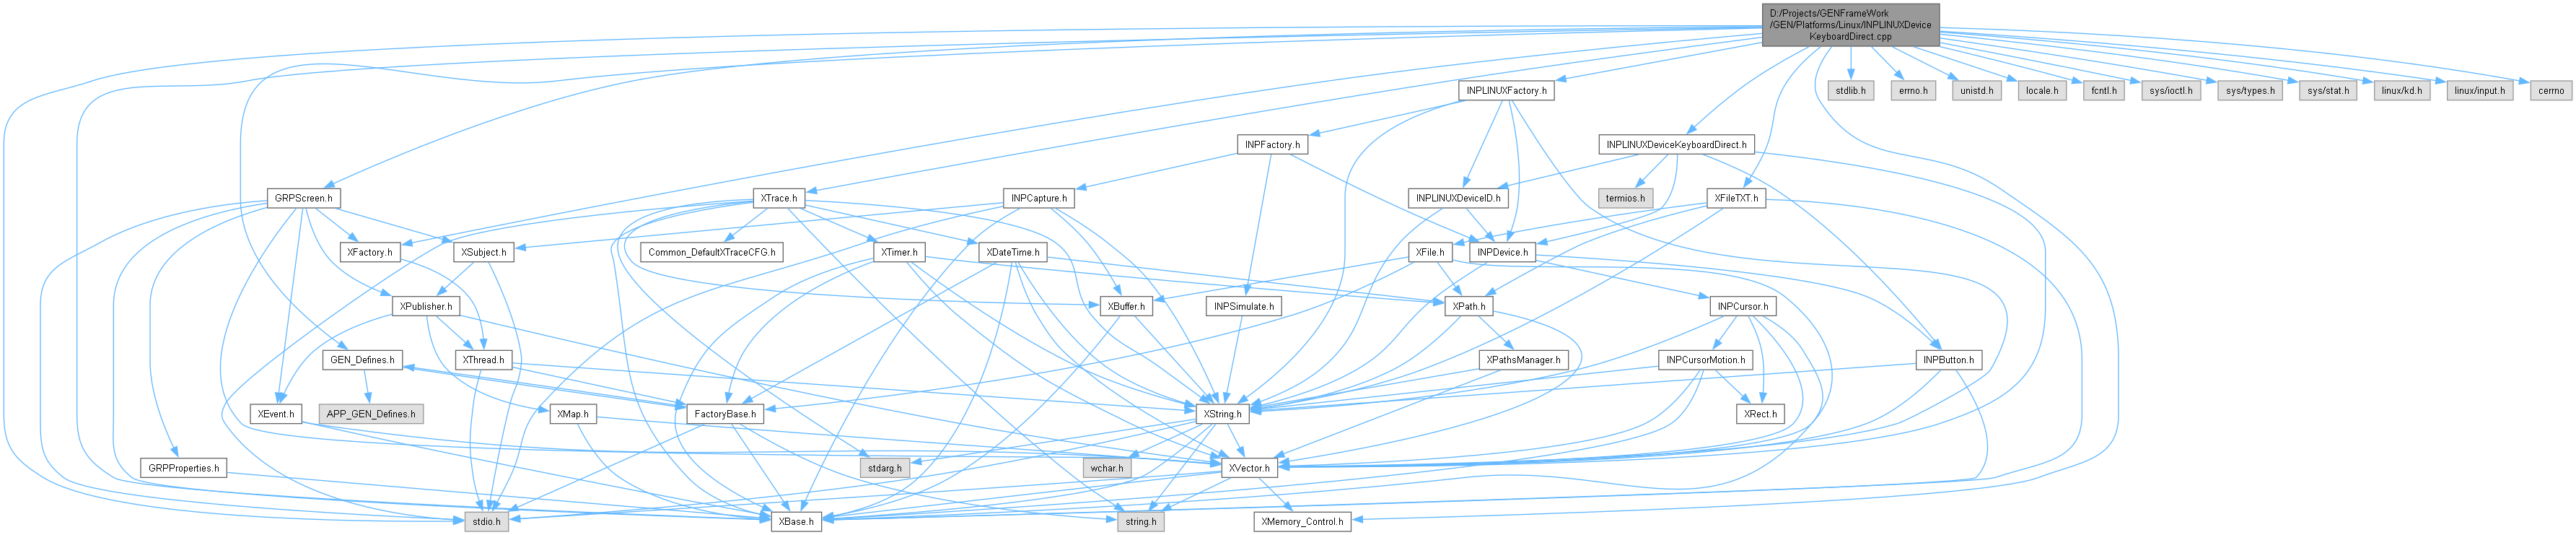 D:/Projects/GENFrameWork
/GEN/Platforms/Linux/INPLINUXDevice
KeyboardDirect.cpp
INPLINUXFactory.h
stdlib.h
errno.h
unistd.h
locale.h
fcntl.h
sys/ioctl.h
sys/types.h
sys/stat.h
linux/kd.h
linux/input.h
cerrno
INPFactory.h
INPLINUXDeviceKeyboardDirect.h
GRPScreen.h
XTrace.h
INPCapture.h
INPLINUXDeviceID.h
termios.h
XFileTXT.h
XFactory.h
XSubject.h
Common_DefaultXTraceCFG.h
XTimer.h
XDateTime.h
XFile.h
INPDevice.h
XPublisher.h
XBuffer.h
INPSimulate.h
XPath.h
INPCursor.h
GEN_Defines.h
XThread.h
XPathsManager.h
INPCursorMotion.h
INPButton.h
XEvent.h
APP_GEN_Defines.h
XMap.h
FactoryBase.h
XString.h
XRect.h
GRPProperties.h
stdarg.h
wchar.h
XVector.h
stdio.h
XBase.h
string.h
XMemory_Control.h